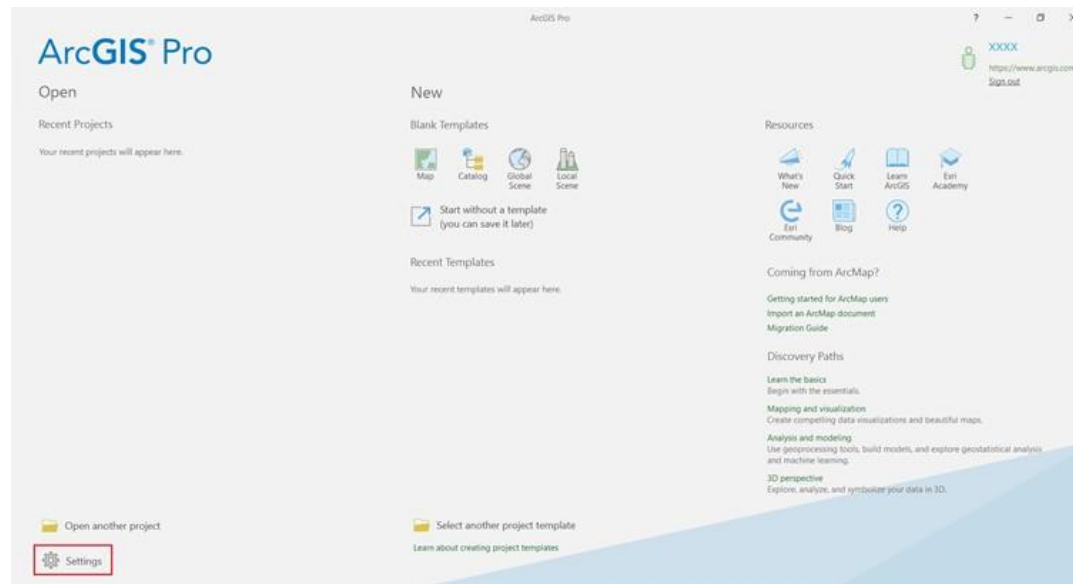 ArcGIS Pro
?
ArcGIS® Pro
XXXX
https://www.arcgis.com
Sign out
Open
Recent Projects
Your recent projects will appear here.
Open another project
Settings
New
Blank Templates
Map
Catalog
Global
Scene
Local
Scene
Start without a template
(you can save it later)
Recent Templates
Your recent templates will appear here.
Select another project template
Learn about creating project templates
Resources
What's
New
Quick
Start
Learn
ArcGIS
Esri
Academy
Esri
Community
Blog
Help
Coming from ArcMap?
Getting started for ArcMap users
Import an ArcMap document
Migration Guide
Discovery Paths
Learn the basics
Begin with the essentials.
Mapping and visualization
Create compelling data visualizations and beautiful maps.
Analysis and modeling
Use geoprocessing tools, build models, and explore geostatistical analysis
and machine learning.
3D perspective
Explore, analyze, and symbolize your data in 3D.